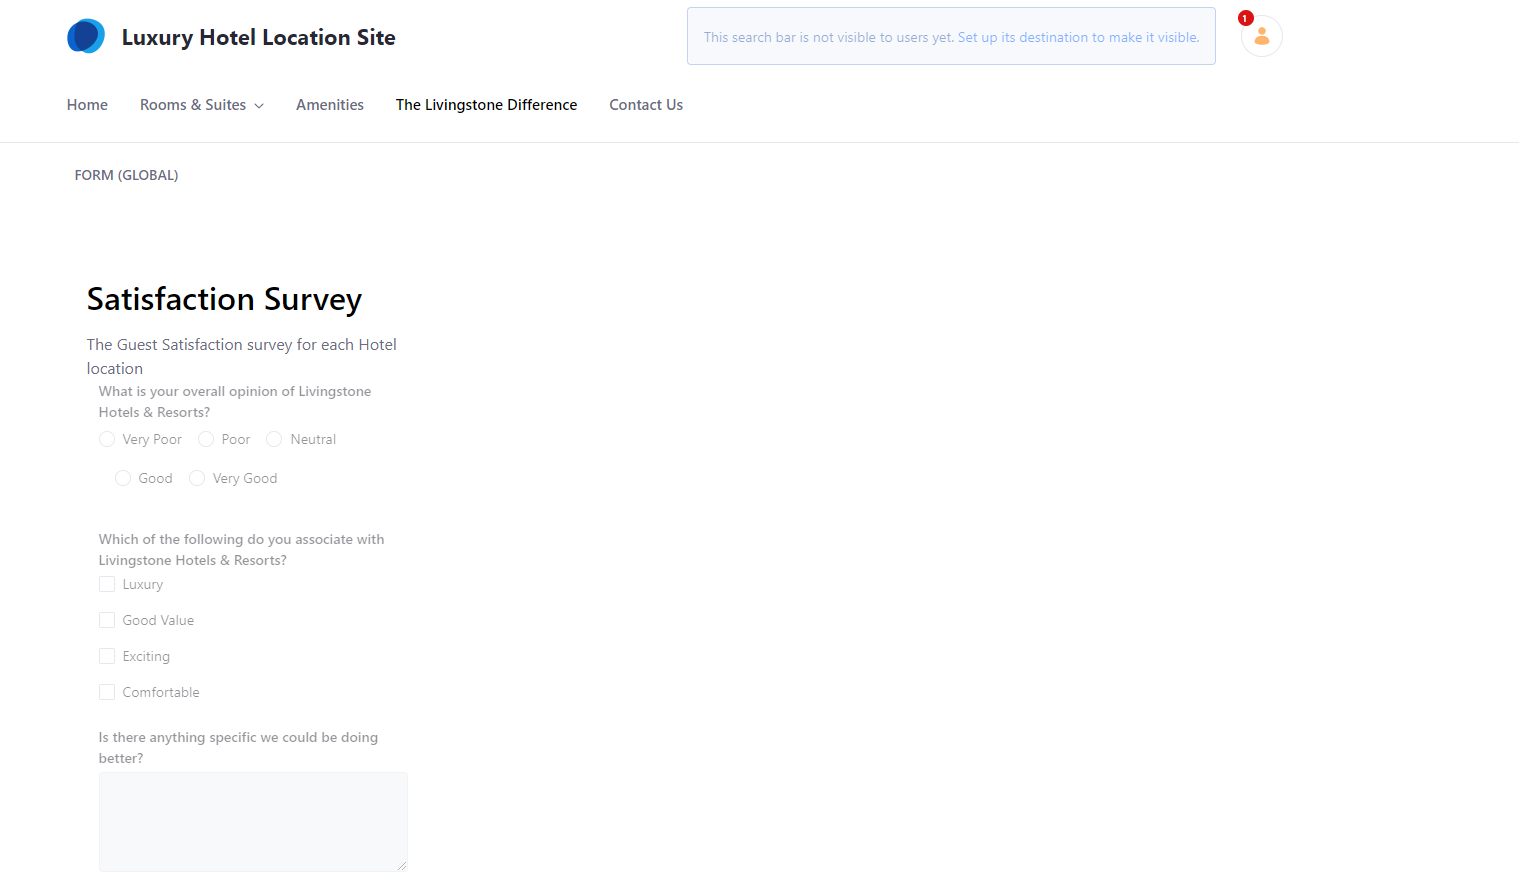 Luxury Hotel Location Site
This search bar is not visible to users yet. Set up its destination to make it visible.
1
Home Rooms & Suites Amenities The Livingstone Difference Contact Us
FORM (GLOBAL)
Satisfaction Survey
The Guest Satisfaction survey for each Hotel
location
What is your overall opinion of Livingstone
Hotels & Resorts?
Very Poor Poor Neutral
Good Very Good
Which of the following do you associate with
Livingstone Hotels & Resorts?
Luxury
Good Value
Exciting
Comfortable
Is there anything specific we could be doing
better?